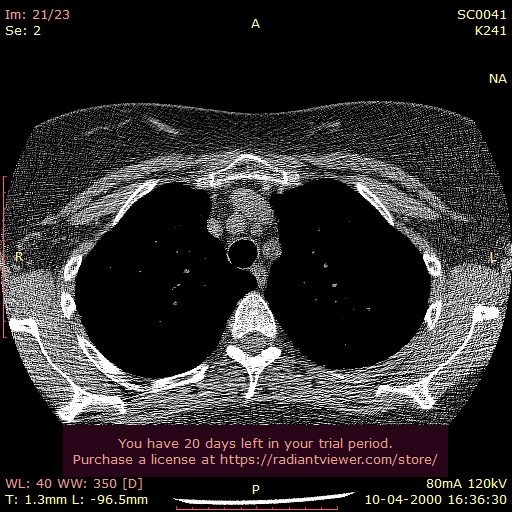 Im: 21/23
Se: 2
A
SC0041
K241
NA
R
L
You have 20 days left in your trial period.
Purchase a license at https://radiantviewer.com/store/
WL: 40 WW: 350 [D]
T: 1.3mm L: -96.5mm
P
80mA 120kV
10-04-2000 16:36:30